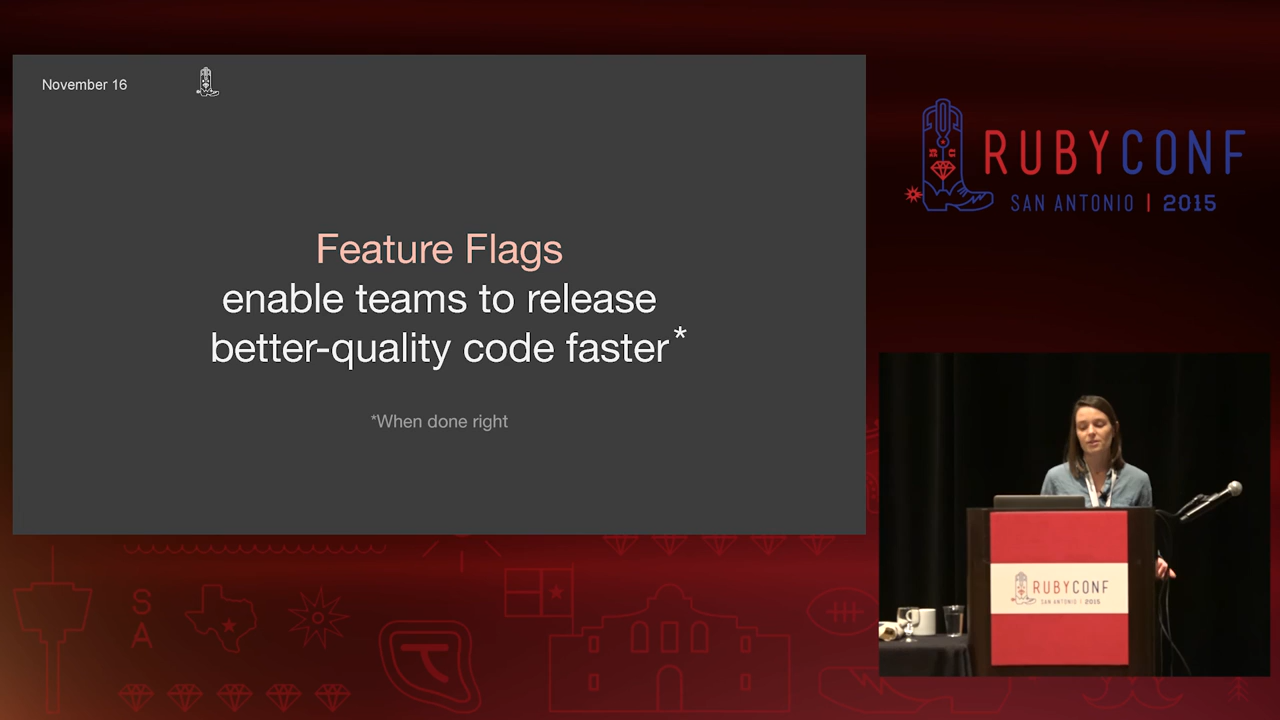 November 16
Feature Flags
enable teams to release
better-quality code faster*
*When done right
RUBYCONF
SAN ANTONIO | 2015
RUBYCONF
SAN ANTONIO | 2015
S
A